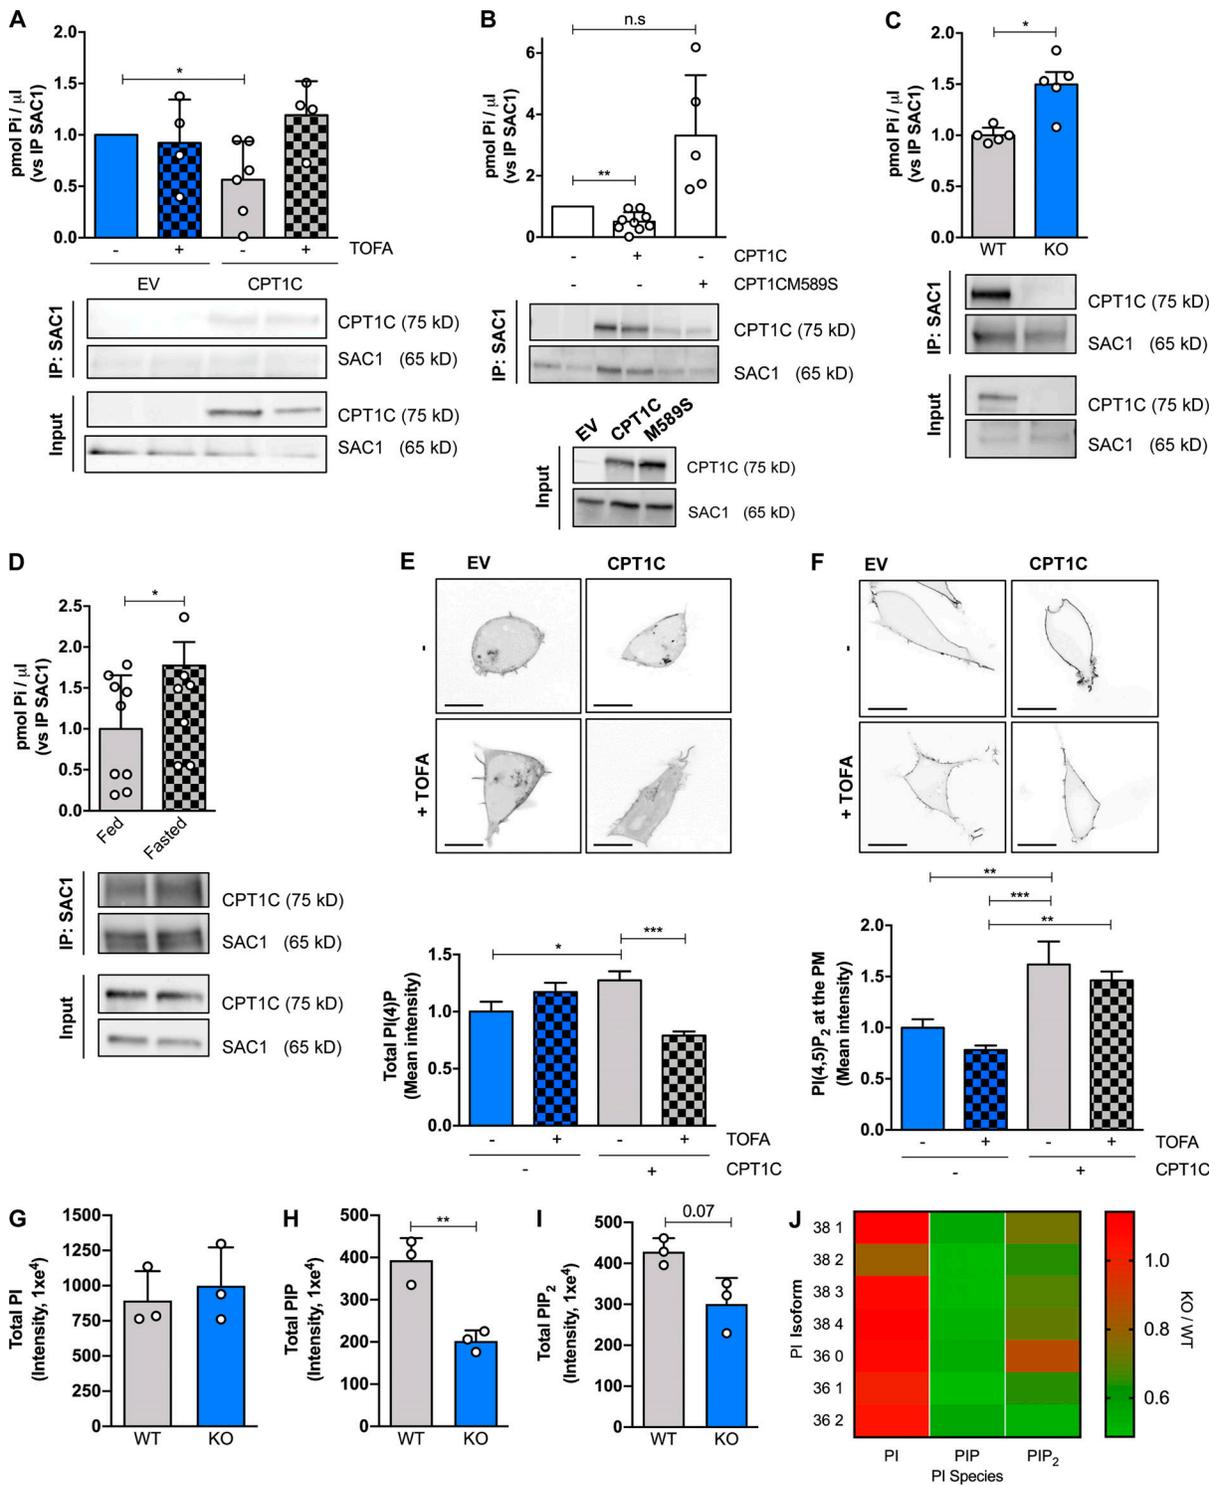 A
pmol Pi / µl
(vs IP SAC1)
2.0
1.5
1.0
0.5
0.0
*
- + - + TOFA
EV CPT1C
IP: SAC1
CPT1C (75 kD)
SAC1 (65 kD)
Input
CPT1C (75 kD)
SAC1 (65 kD)
B
pmol Pi / µl
(vs IP SAC1)
6
4
2
0
n.s
**
- + - CPT1C
- - + CPT1CM589S
IP: SAC1
CPT1C (75 kD)
SAC1 (65 kD)
EV CPT1C M589S
Input
CPT1C (75 kD)
SAC1 (65 kD)
C
pmol Pi / µl
(vs IP SAC1)
2.0
1.5
1.0
0.5
0.0
*
WT KO
IP: SAC1
CPT1C (75 kD)
SAC1 (65 kD)
Input
CPT1C (75 kD)
SAC1 (65 kD)
D
pmol Pi / µl
(vs IP SAC1)
2.5
2.0
1.5
1.0
0.5
0.0
*
Fed Fasted
IP: SAC1
CPT1C (75 kD)
SAC1 (65 kD)
Input
CPT1C (75 kD)
SAC1 (65 kD)
E
EV CPT1C
-
+ TOFA
Total PI(4)P
(Mean intensity)
1.5
1.0
0.5
0.0
*
***
- + - + TOFA
- + CPT1C
F
EV CPT1C
-
+ TOFA
PI(4,5)P2 at the PM
(Mean intensity)
2.0
1.5
1.0
0.5
0.0
**
***
**
- + - + TOFA
- + CPT1C
G
Total PI
(Intensity, 1xe4)
1500
1250
1000
750
500
250
0
WT KO
H
Total PIP
(Intensity, 1xe4)
500
400
300
200
100
0
**
WT KO
I
Total PIP2
(Intensity, 1xe4)
500
400
300
200
100
0
0.07
WT KO
J
PI Isoform
38 1
38 2
38 3
38 4
36 0
36 1
36 2
PI PIP PIP2
PI Species
1.0
0.8
0.6
KO / WT